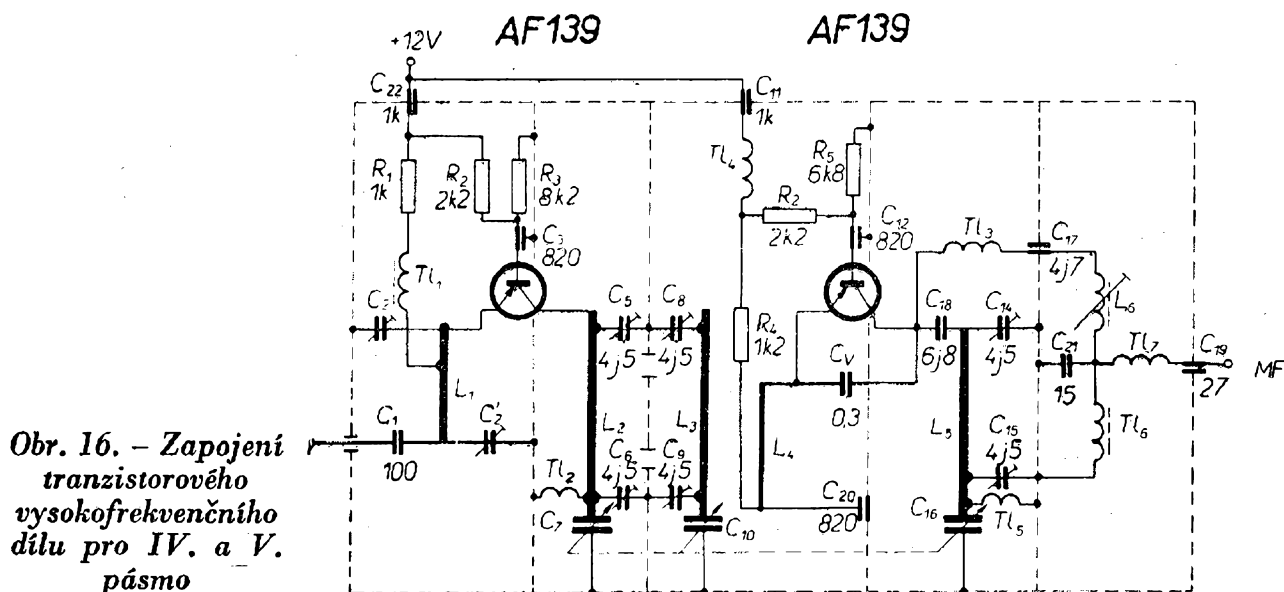 AF139
AF139
+12V
C22
1k
C11
1k
R1
1k
R2
2k2
R3
8k2
Tl4
R5
6k8
R2
2k2
C3
820
C12
820
Tl1
Tl3
C17
4j7
C2
C5
4j5
C8
4j5
R4
1k2
C18
6j8
C14
4j5
L6
C21
15
Tl7
C19
27
MF
CV
0,3
L1
L2
L3
L4
L5
C1
100
C'2
Tl2
C6
4j5
C9
4j5
C15
4j5
Tl6
C7
C10
C20
820
C16
Tl5
Obr. 16. – Zapojení
tranzistorového
vysokofrekvenčního
dílu pro IV. a V.
pásmo